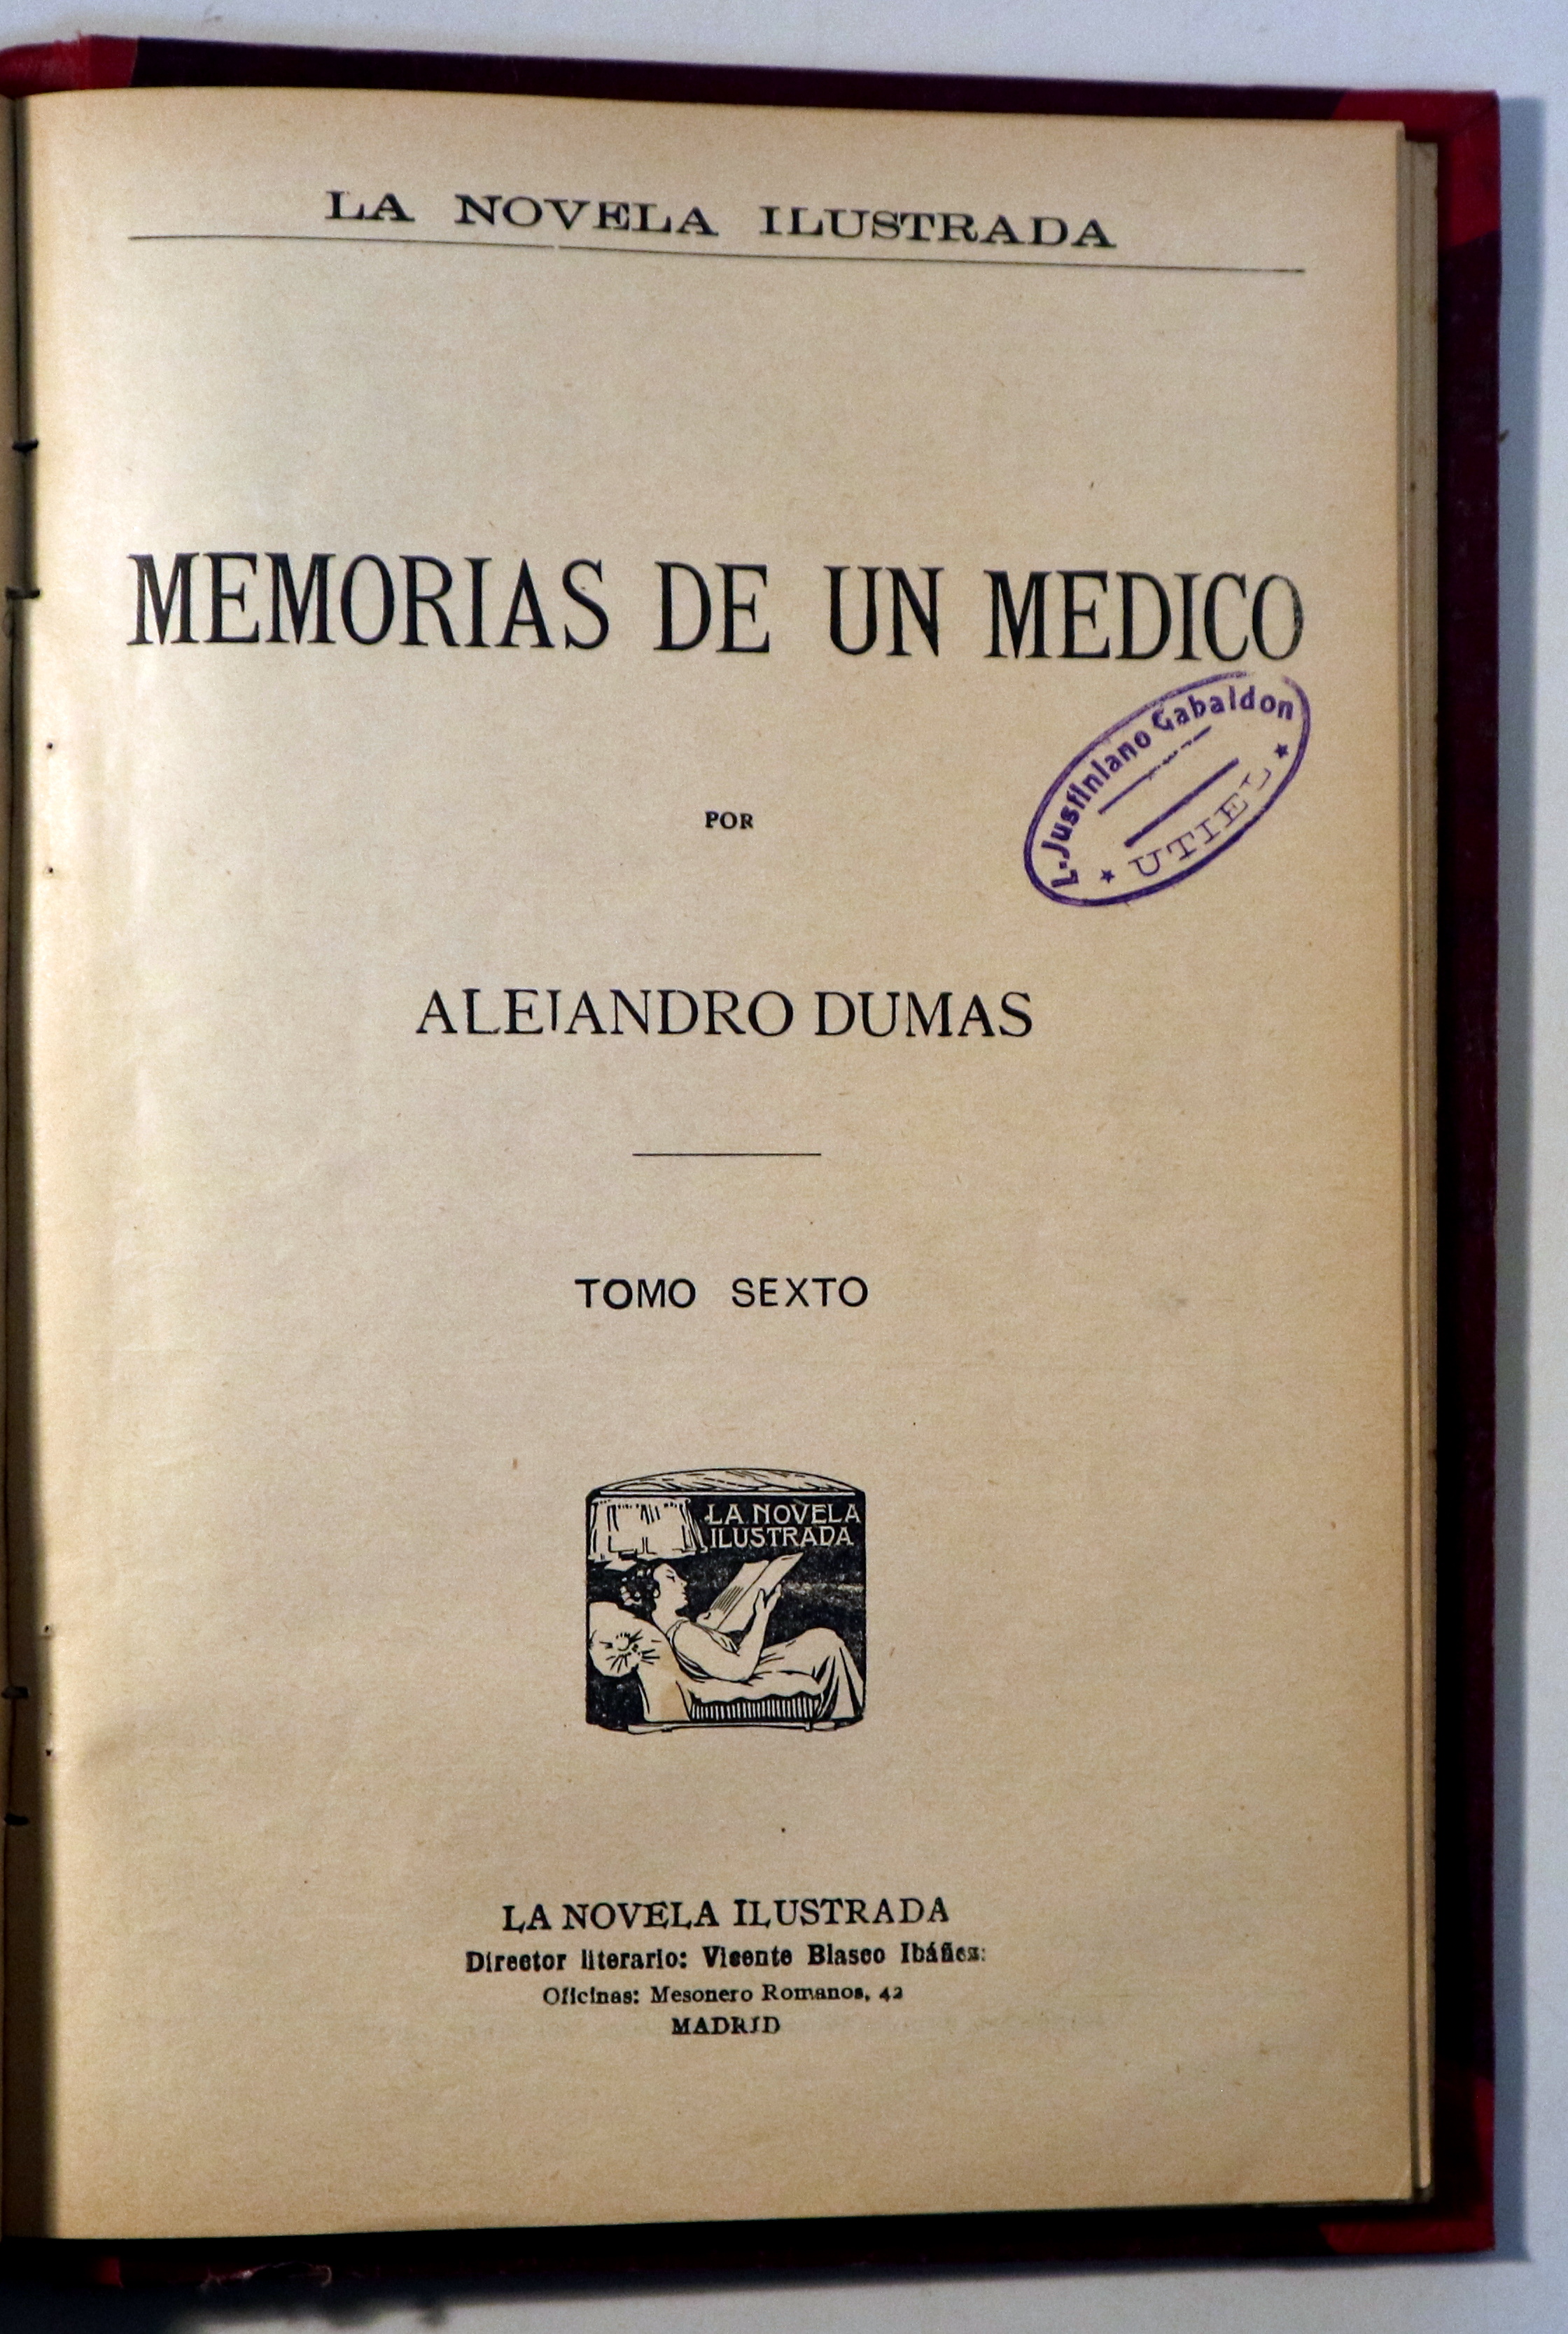 LA NOVELA ILUSTRADA
MEMORIAS DE UN MEDICO
L. Justiniano Gabaldon
UTIEL
POR
ALEJANDRO DUMAS
TOMO SEXTO
LA NOVELA
ILUSTRADA
LA NOVELA ILUSTRADA
Director literario: Vicente Blasco Ibáñez:
Oficinas: Mesonero Romanos, 42
MADRID